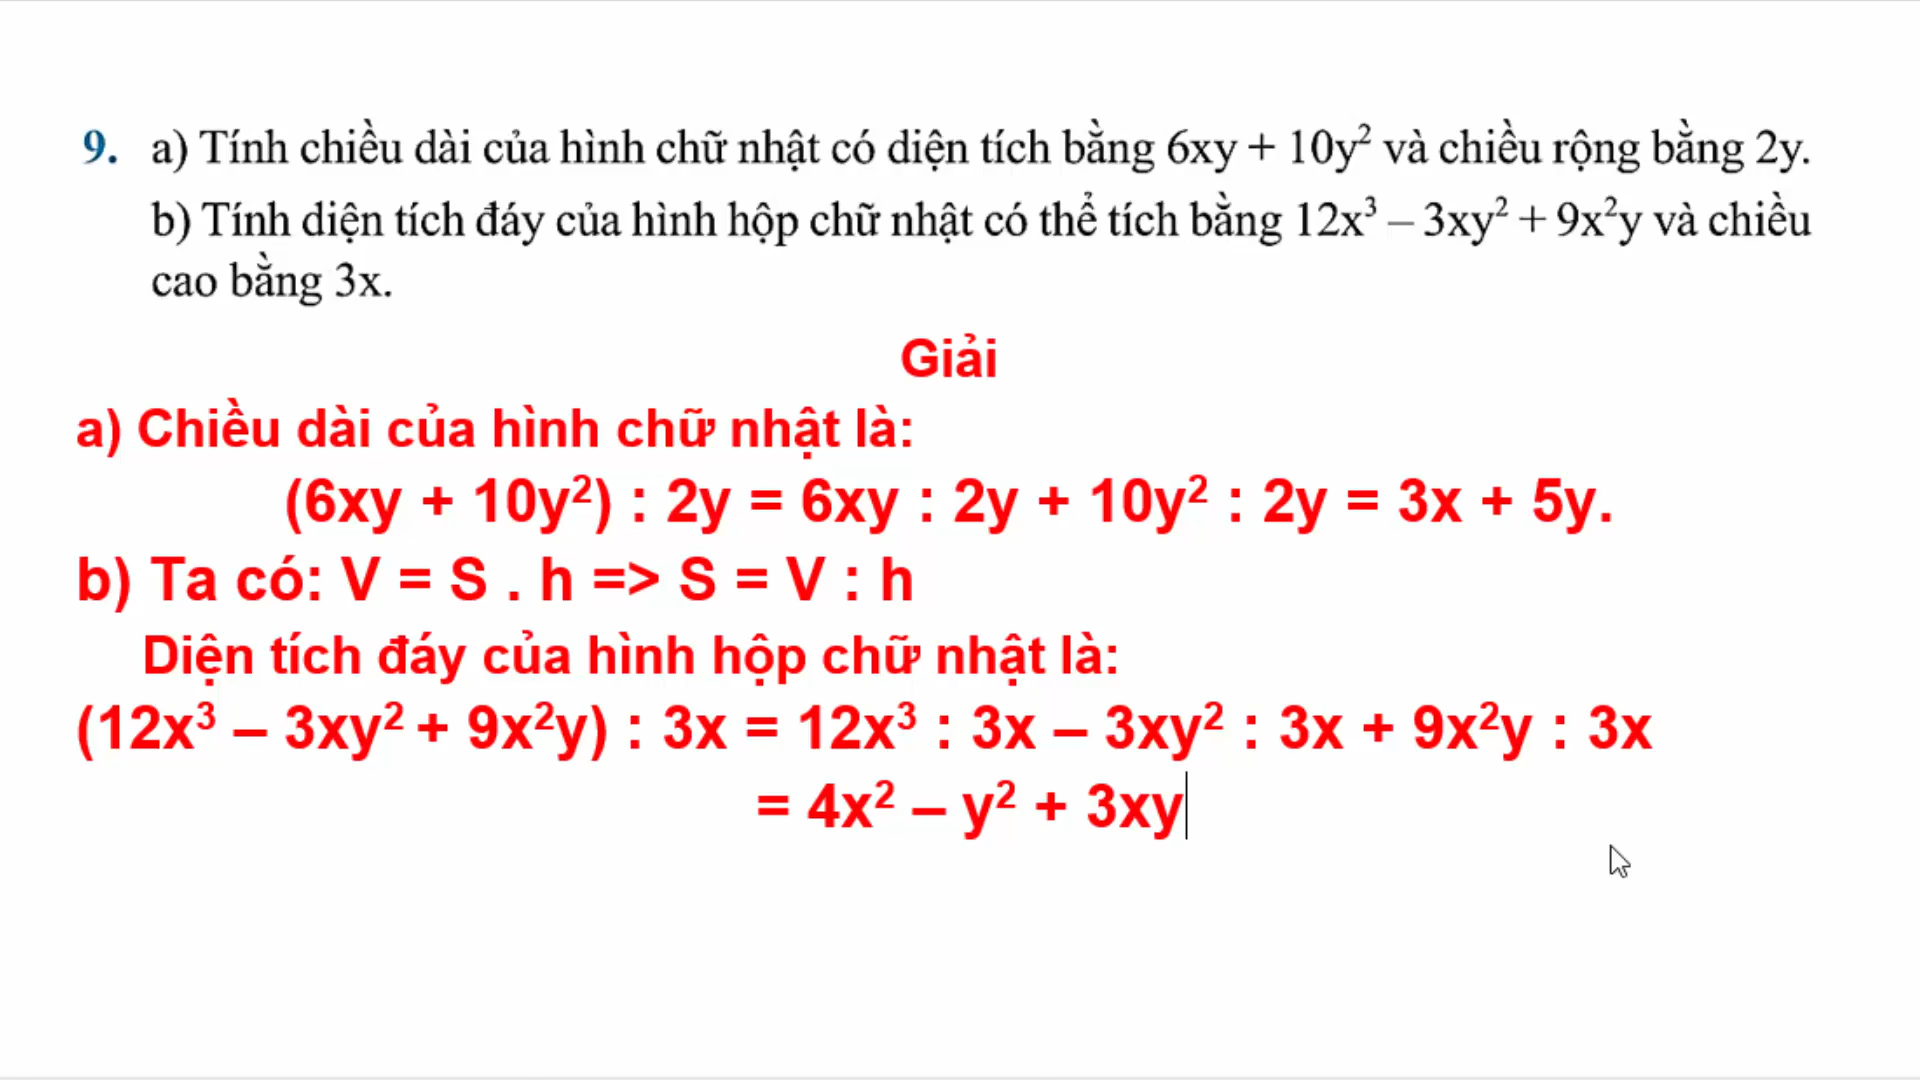 9. a) Tính chiều dài của hình chữ nhật có diện tích bằng 6xy + 10y² và chiều rộng bằng 2y.
b) Tính diện tích đáy của hình hộp chữ nhật có thể tích bằng 12x³ – 3xy² + 9x²y và chiều
cao bằng 3x.
Giải
a) Chiều dài của hình chữ nhật là:
(6xy + 10y²) : 2y = 6xy : 2y + 10y² : 2y = 3x + 5y.
b) Ta có: V = S . h => S = V : h
Diện tích đáy của hình hộp chữ nhật là:
(12x³ – 3xy² + 9x²y) : 3x = 12x³ : 3x – 3xy² : 3x + 9x²y : 3x
= 4x² – y² + 3xy